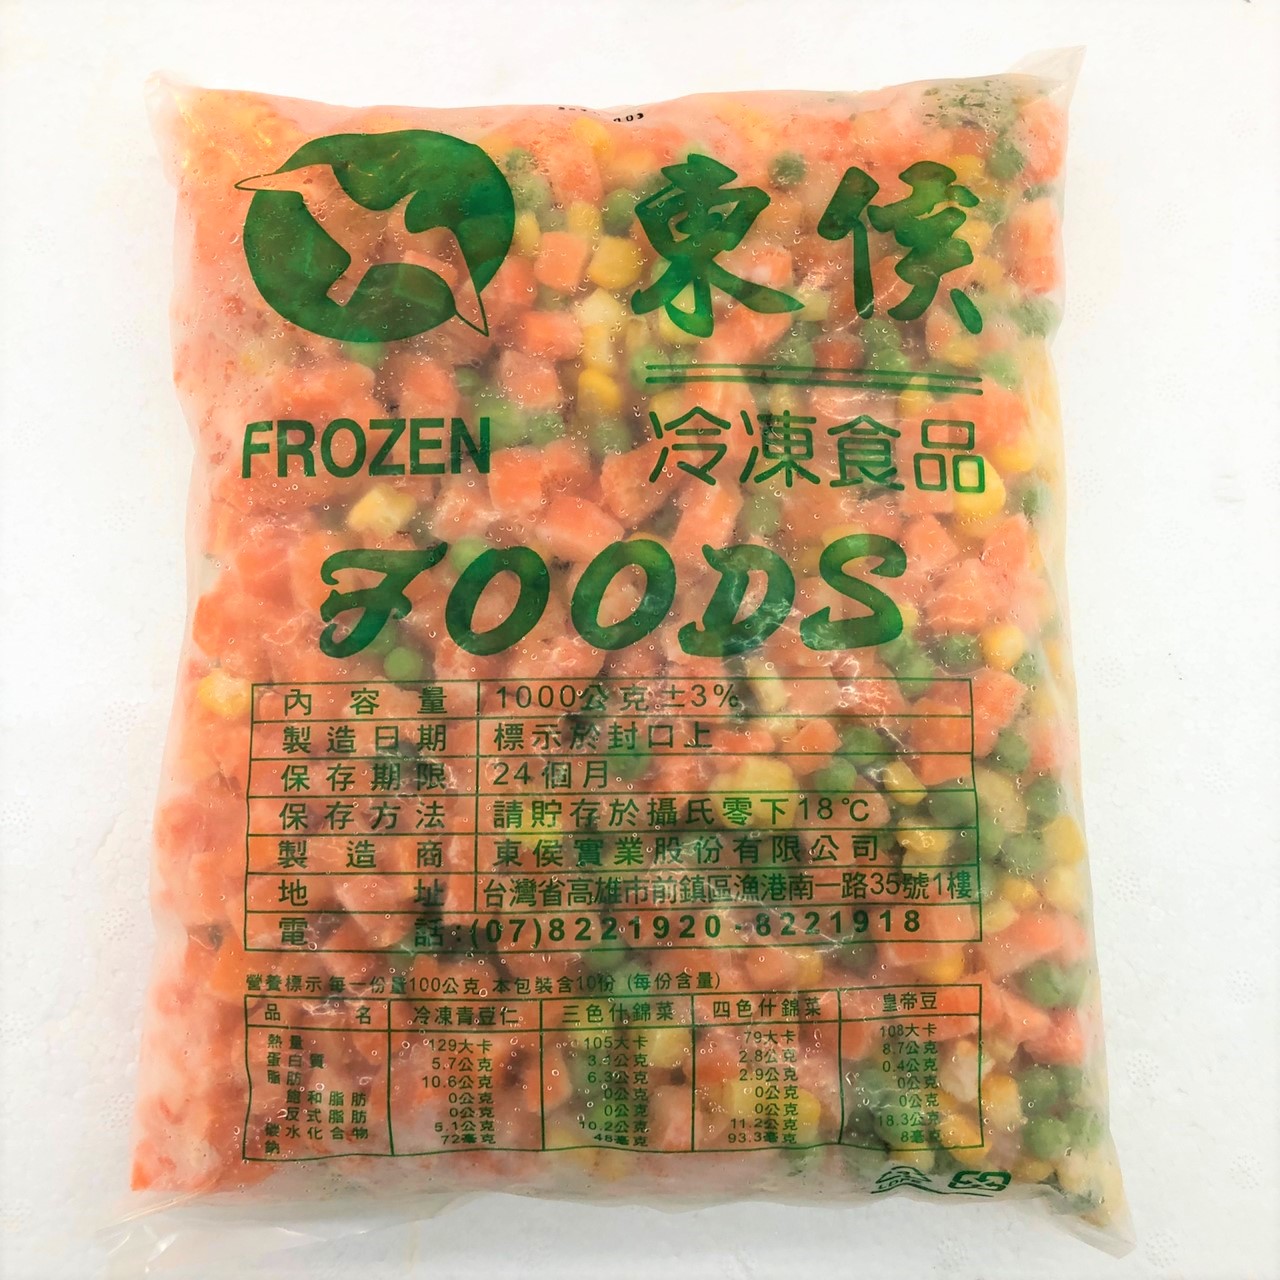 東侯
FROZEN 冷凍食品
FOODS
內容量 1000公克±3%
製造日期 標示於封口上
保存期限 24個月
保存方法 請貯存於攝氏零下18℃
製造商 東侯實業股份有限公司
地址 台灣省高雄市前鎮區漁港南一路35號1樓
電話:(07)8221920-8221918
營養標示 每一份量100公克 本包裝含10份 (每份含量)
品名 冷凍青豆仁 三色什錦菜 四色什錦菜 皇帝豆
熱量 129大卡 105大卡 79大卡 108大卡
蛋白質 5.7公克 3.1公克 2.8公克 8.7公克
脂肪 10.6公克 6.3公克 2.9公克 0.4公克
飽和脂肪 0公克 0公克 0公克 0公克
反式脂肪 0公克 0公克 0公克 0公克
碳水化合物 5.1公克 10.2公克 11.2公克 18.3公克
鈉 72毫克 毫克 93.3毫克 8毫克
LDPE